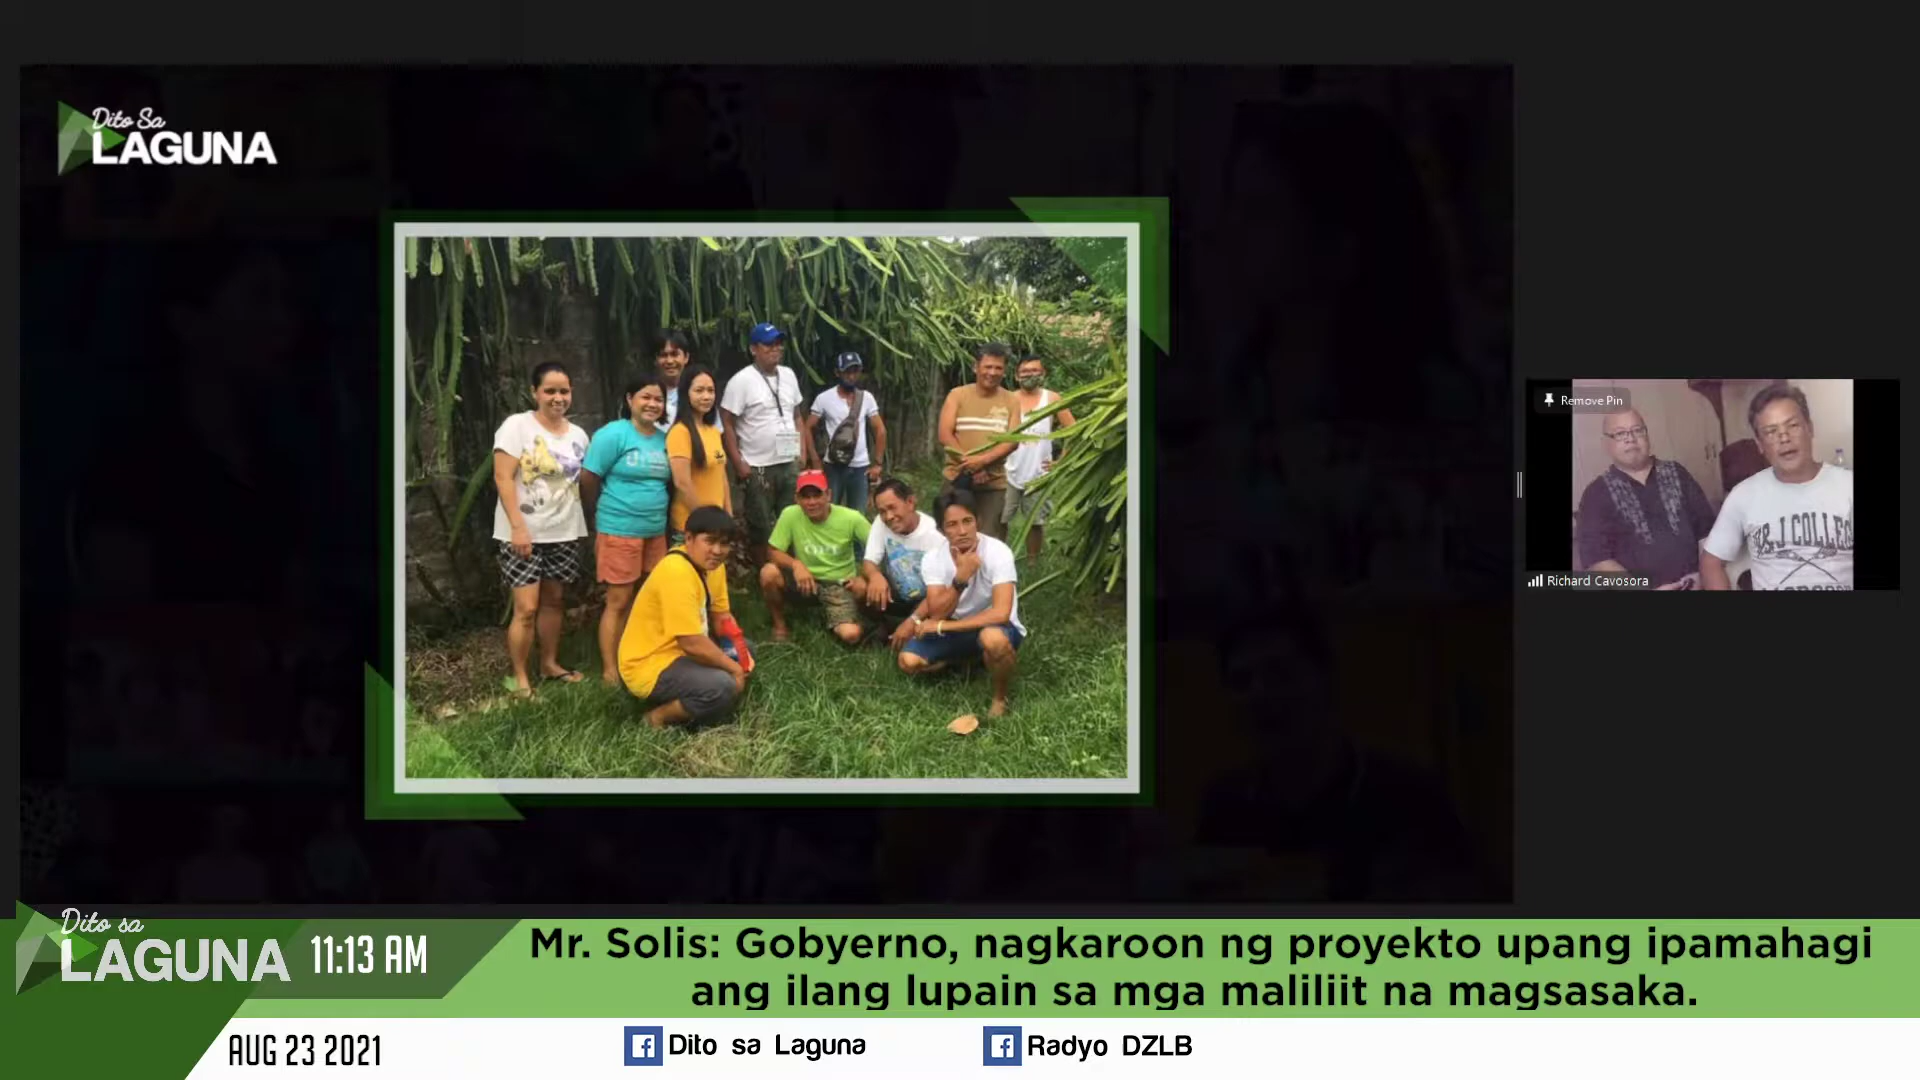 Dito Sa
LAGUNA
Remove Pin
Richard Cavosora
Dito sa
LAGUNA
11:13 AM
Mr. Solis: Gobyerno, nagkaroon ng proyekto upang ipamahagi
ang ilang lupain sa mga maliliit na magsasaka.
AUG 23 2021
Dito sa Laguna
Radyo DZLB